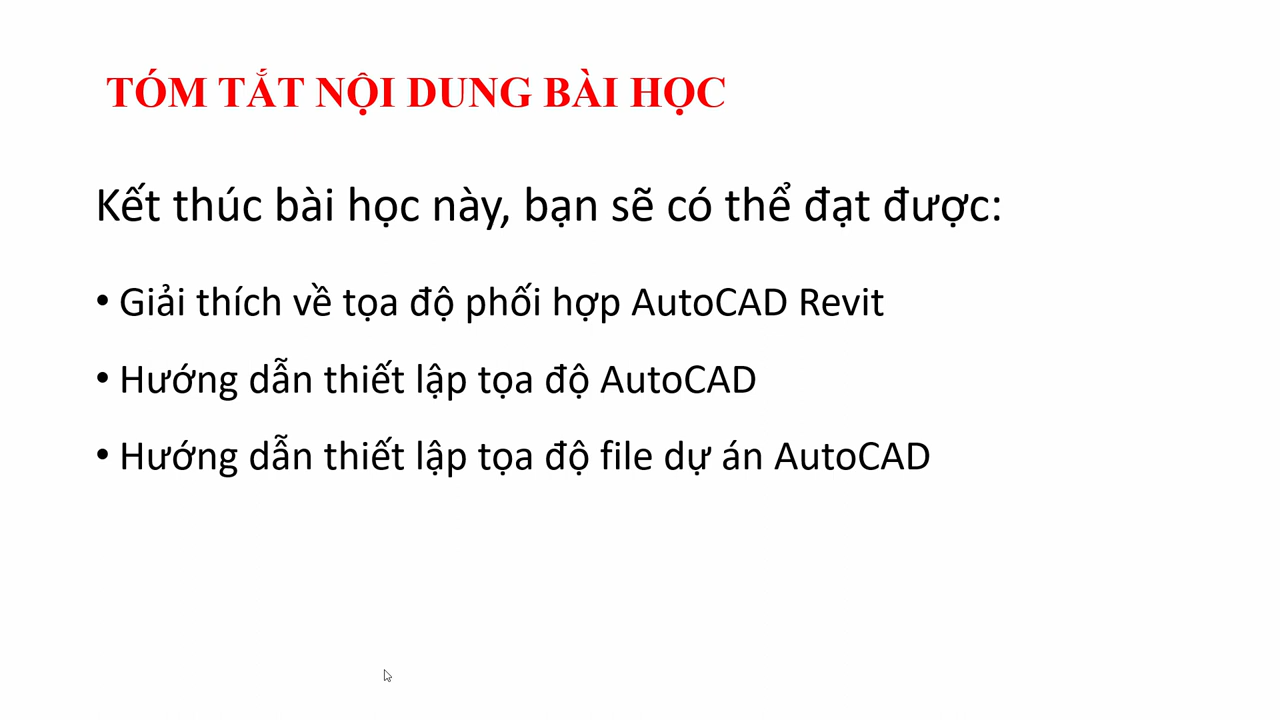 TÓM TẮT NỘI DUNG BÀI HỌC
Kết thúc bài học này, bạn sẽ có thể đạt được:
• Giải thích về tọa độ phối hợp AutoCAD Revit
• Hướng dẫn thiết lập tọa độ AutoCAD
• Hướng dẫn thiết lập tọa độ file dự án AutoCAD